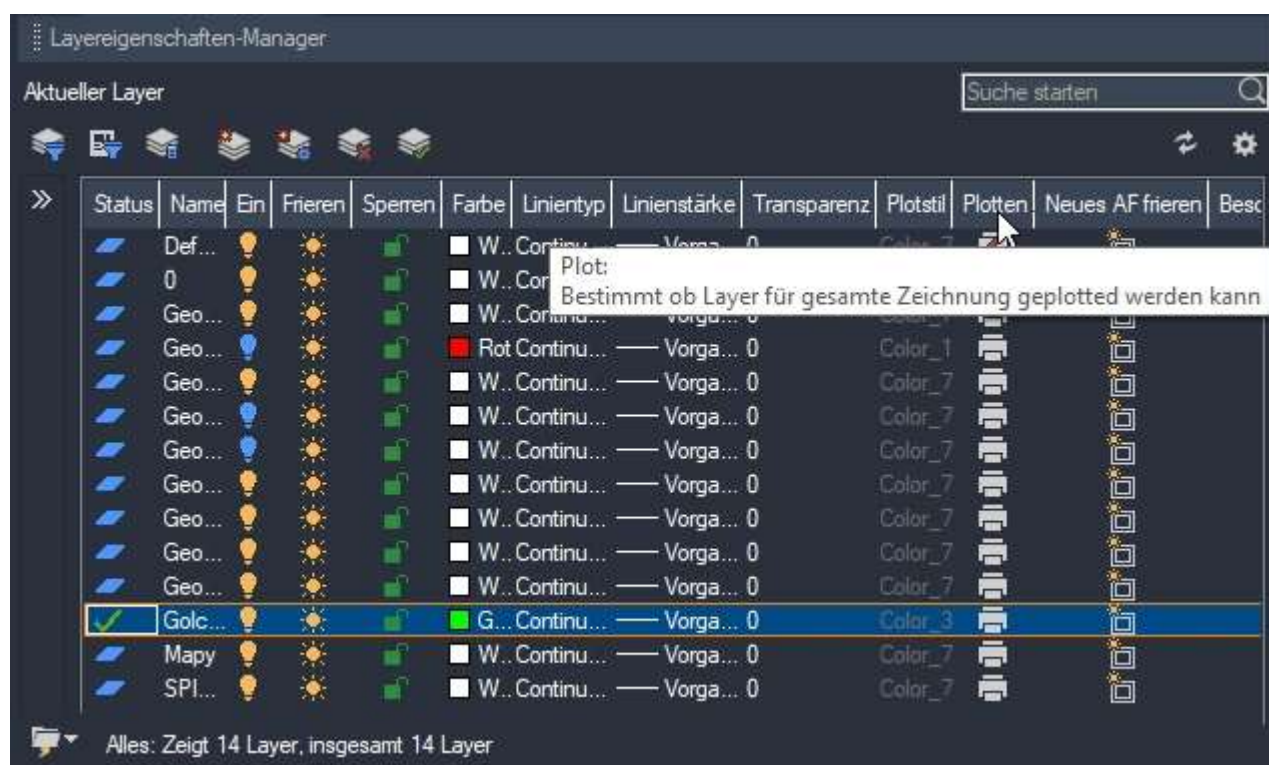 Layereigenschaften-Manager
Aktueller Layer
Suche starten
Status Name Ein Frieren Sperren Farbe Linientyp Linienstärke Transparenz Plotstil Plotten Neues AF frieren Besc
Def... W..
0 W..
Plot:
Bestimmt ob Layer für gesamte Zeichnung geplotted werden kann
Geo... W..
Geo... Rot Continu... Vorga... 0 Color_1
Geo... W.. Continu... Vorga... 0 Color_7
Geo... W.. Continu... Vorga... 0 Color_7
Geo... W.. Continu... Vorga... 0 Color_7
Geo... W.. Continu... Vorga... 0 Color_7
Geo... W.. Continu... Vorga... 0 Color_7
Geo... W.. Continu... Vorga... 0 Color_7
Geo... W.. Continu... Vorga... 0 Color_7
Golc... G... Continu... Vorga... 0 Color_3
Mapy W.. Continu... Vorga... 0 Color_7
SPI... W.. Continu... Vorga... 0 Color_7
Alles: Zeigt 14 Layer, insgesamt 14 Layer